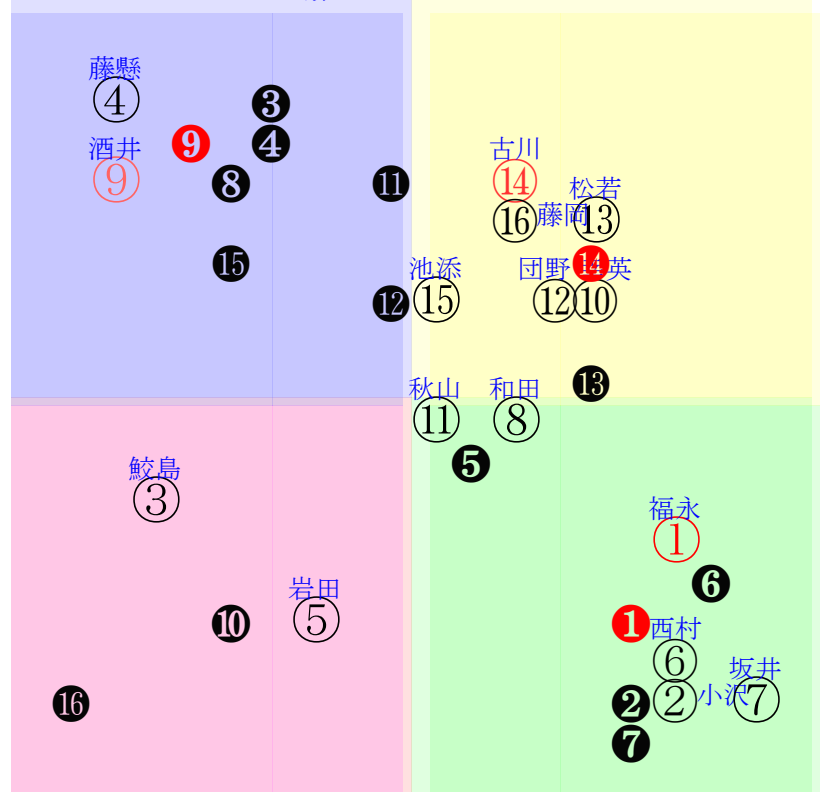 藤懸
④
❸
❾
❹
酒井
古川
⑨
❽
⓫
⑭
松若
⑯
藤岡
⑬
⓯
⓮
池添
団野
英
⓬
⑮
⑫
⑩
⓭
秋山
和田
⑪
⑧
❺
鮫島
③
福永
①
❻
岩田
❿
⑤
❶
西村
⑥
坂井
⓰
❷
②
小沢
⑦
❼